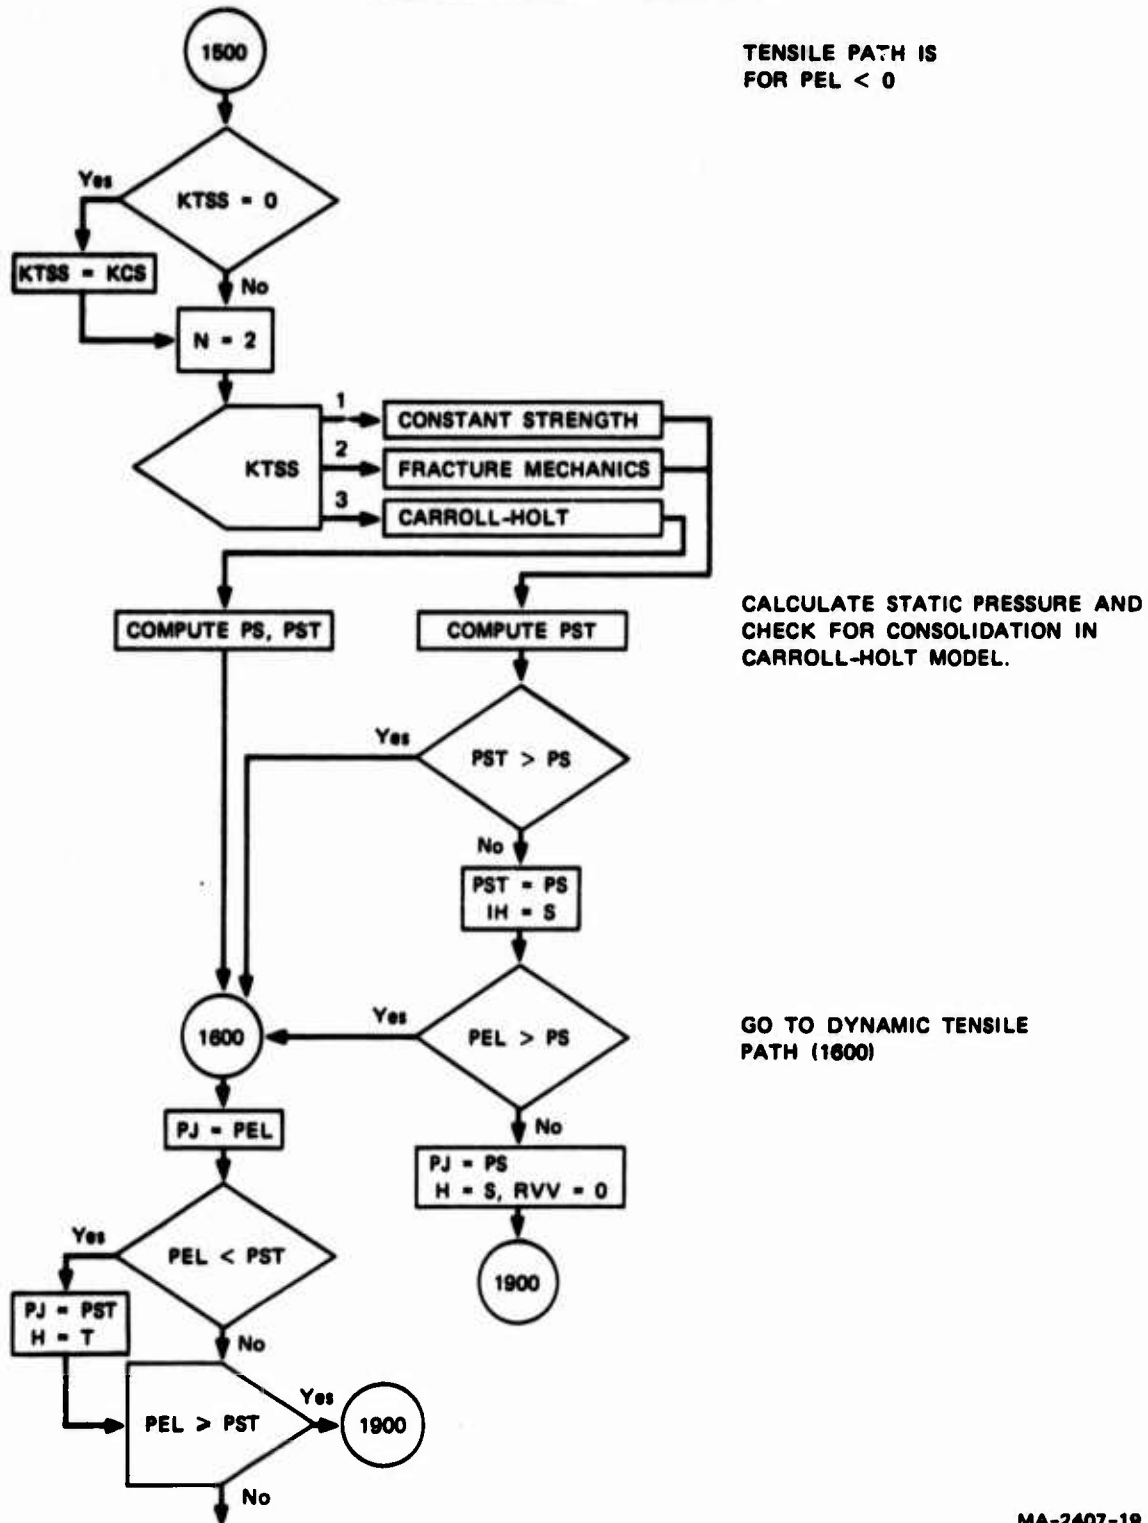 1500
TENSILE PATH IS
FOR PEL < 0
Yes
KTSS = 0
KTSS = KCS
No
N = 2
1
CONSTANT STRENGTH
KTSS
2
FRACTURE MECHANICS
3
CARROLL-HOLT
COMPUTE PS, PST
COMPUTE PST
CALCULATE STATIC PRESSURE AND
CHECK FOR CONSOLIDATION IN
CARROLL-HOLT MODEL.
Yes
PST > PS
No
PST = PS
IH = S
1600
Yes
PEL > PS
GO TO DYNAMIC TENSILE
PATH (1600)
PJ = PEL
No
PJ = PS
H = S, RVV = 0
Yes
PEL < PST
1900
PJ = PST
H = T
No
PEL ≥ PST
Yes
1900
No
MA-2407-19